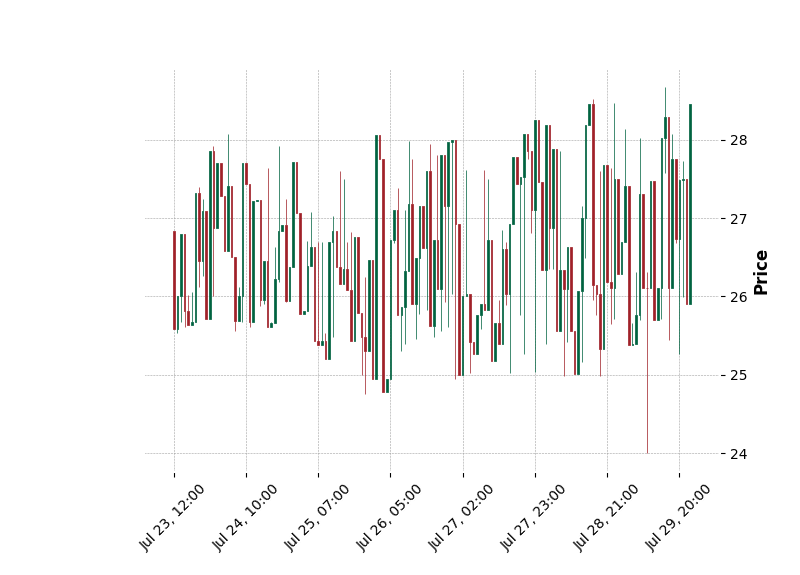 28
27
26
25
24
Price
Jul 23, 12:00
Jul 24, 10:00
Jul 25, 07:00
Jul 26, 05:00
Jul 27, 02:00
Jul 27, 23:00
Jul 28, 21:00
Jul 29, 20:00